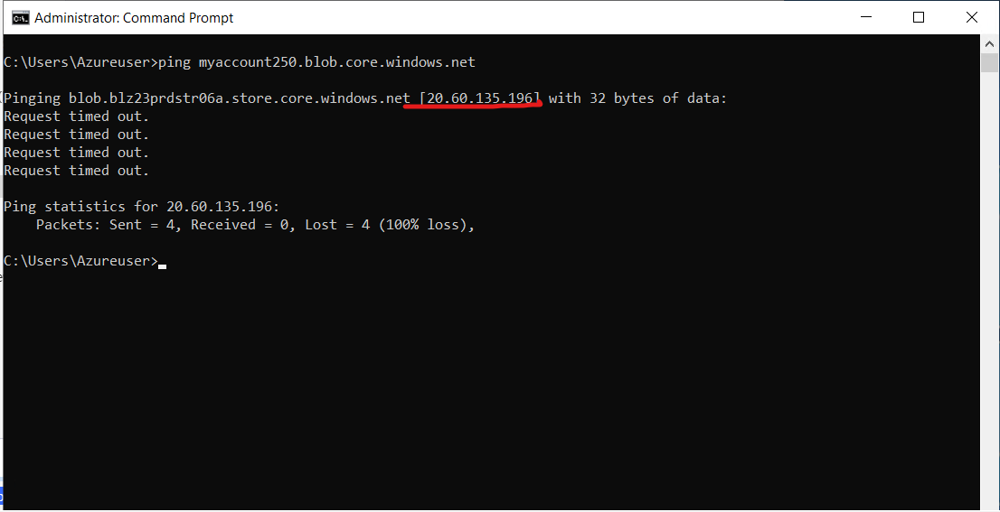 Administrator: Command Prompt
C:\Users\Azureuser>ping myaccount250.blob.core.windows.net
Pinging blob.blz23prdstr06a.store.core.windows.net [20.60.135.196] with 32 bytes of data:
Request timed out.
Request timed out.
Request timed out.
Request timed out.
Ping statistics for 20.60.135.196:
    Packets: Sent = 4, Received = 0, Lost = 4 (100% loss),
C:\Users\Azureuser>